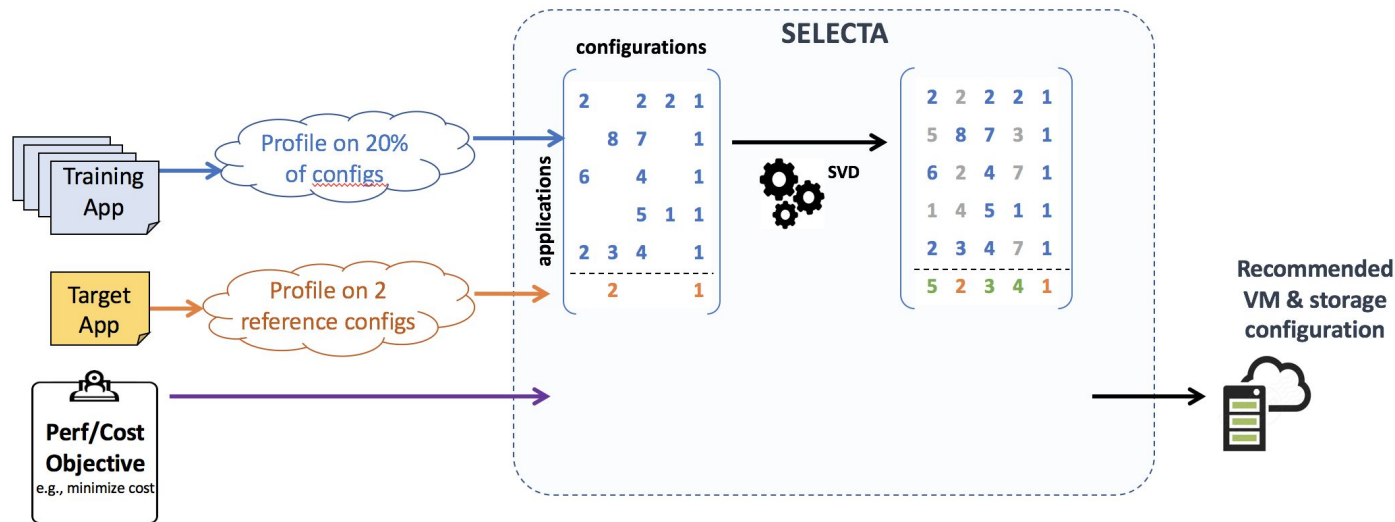 SELECTA
configurations
applications
2 2 2 1
8 7 1
6 4 1
5 1 1
2 3 4 1
2 1
SVD
2 2 2 2 1
5 8 7 3 1
6 2 4 7 1
1 4 5 1 1
2 3 4 7 1
5 2 3 4 1
Training
App
Profile on 20%
of configs
Target
App
Profile on 2
reference configs
Perf/Cost
Objective
e.g., minimize cost
Recommended
VM & storage
configuration